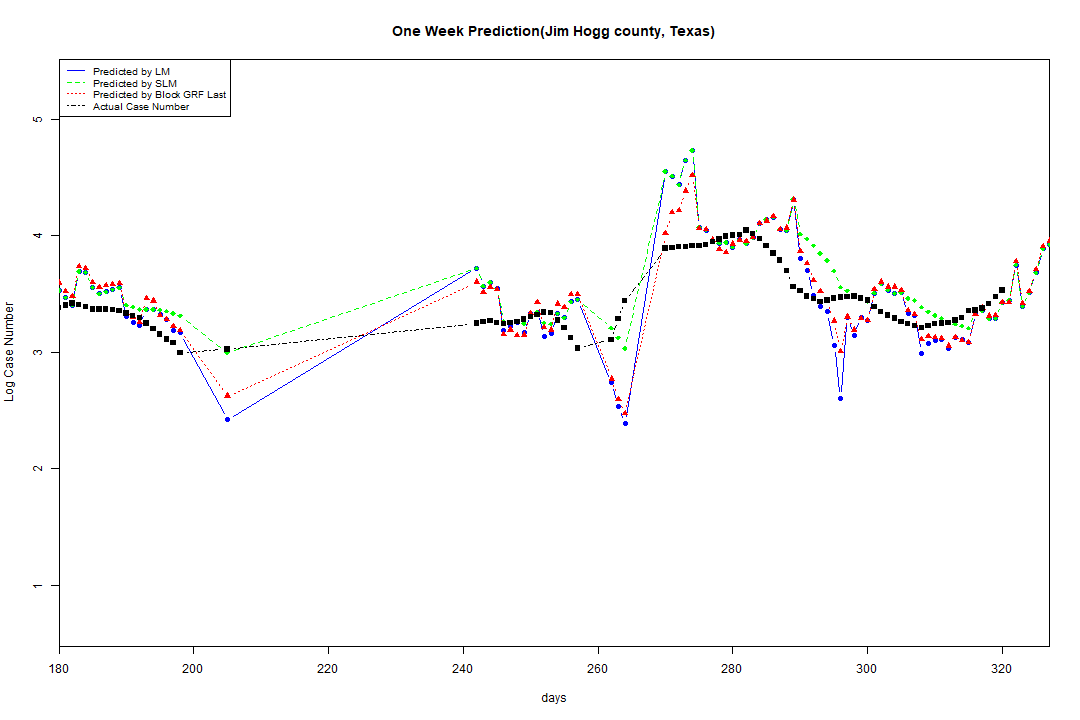 One Week Prediction(Jim Hogg county, Texas)
Predicted by LM
Predicted by SLM
Predicted by Block GRF Last
Actual Case Number
5
4
3
2
1
Log Case Number
180 200 220 240 260 280 300 320
days